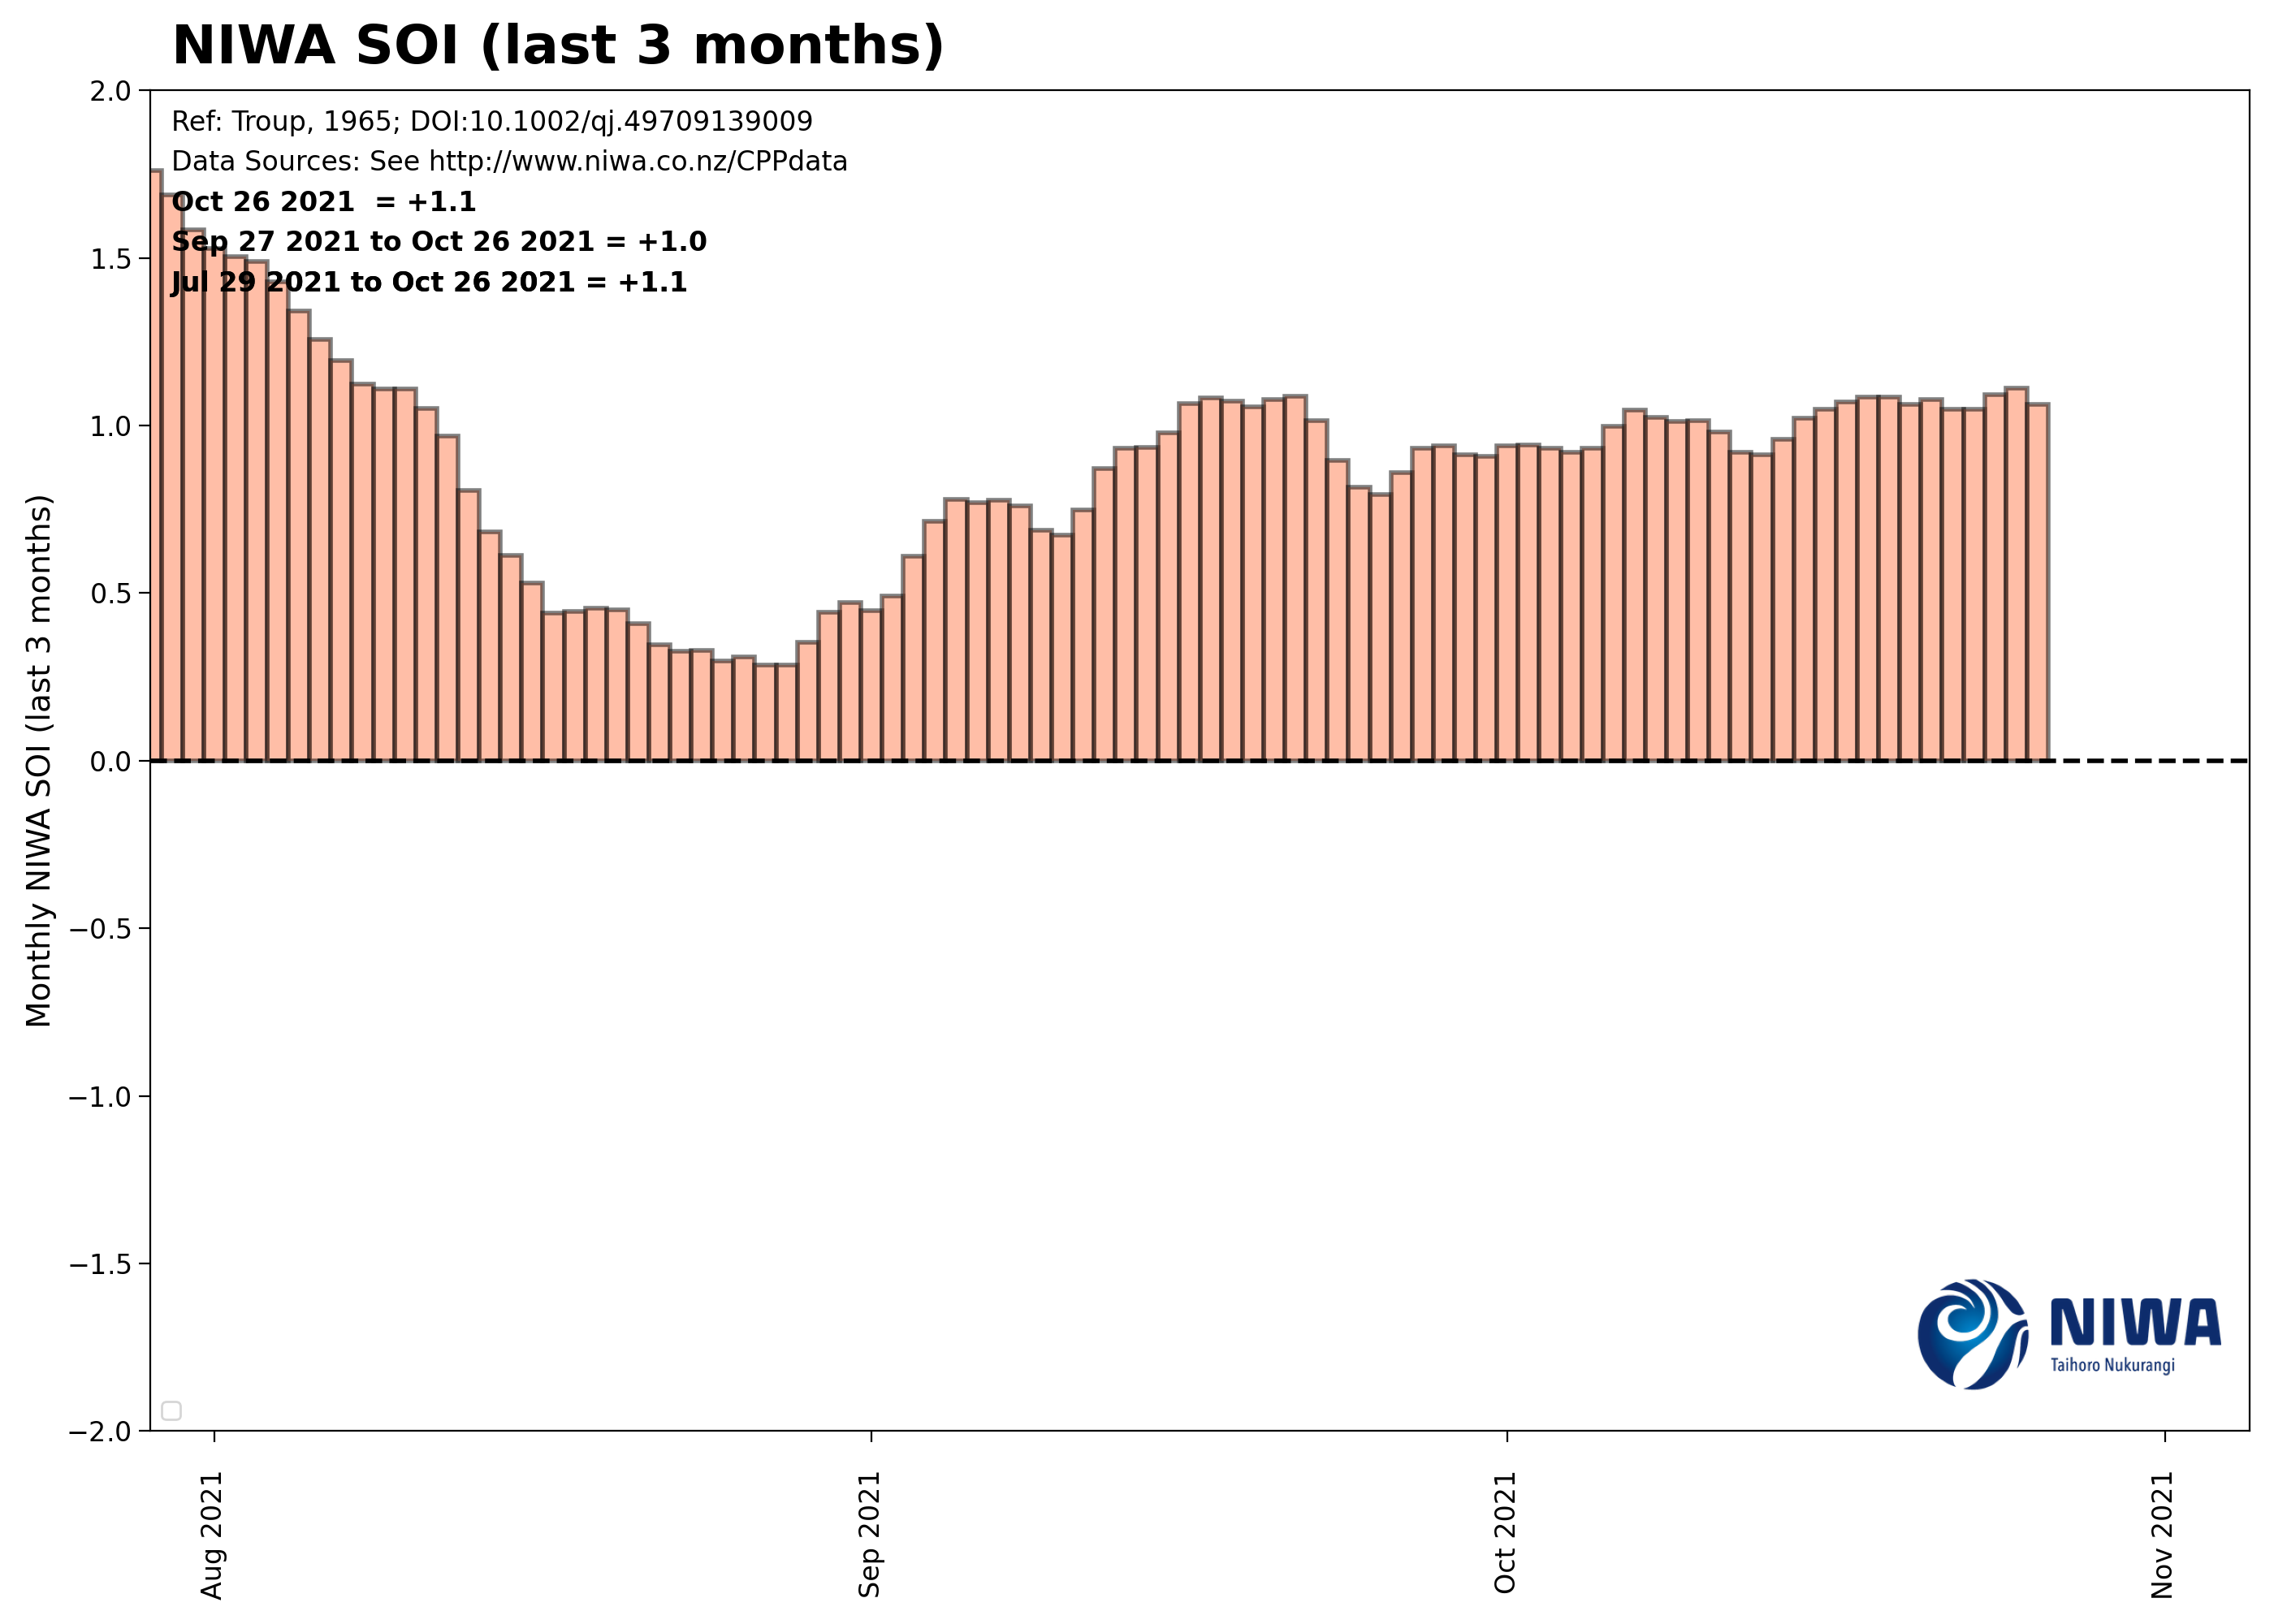 NIWA SOI (last 3 months)
Ref: Troup, 1965; DOI:10.1002/qj.49709139009
Data Sources: See http://www.niwa.co.nz/CPPdata
Oct 26 2021  = +1.1
Sep 27 2021 to Oct 26 2021 = +1.0
Jul 29 2021 to Oct 26 2021 = +1.1
Monthly NIWA SOI (last 3 months)
2.0
1.5
1.0
0.5
0.0
−0.5
−1.0
−1.5
−2.0
NIWA
Taihoro Nukurangi
Aug 2021
Sep 2021
Oct 2021
Nov 2021